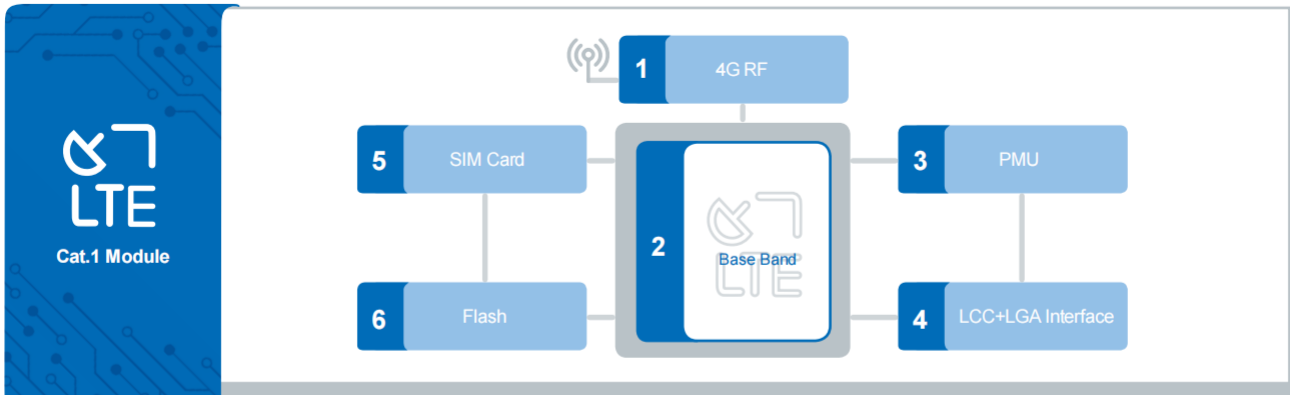 LTE
Cat.1 Module
1
4G RF
5
SIM Card
3
PMU
2
Base Band
LTE
6
Flash
4
LCC+LGA Interface